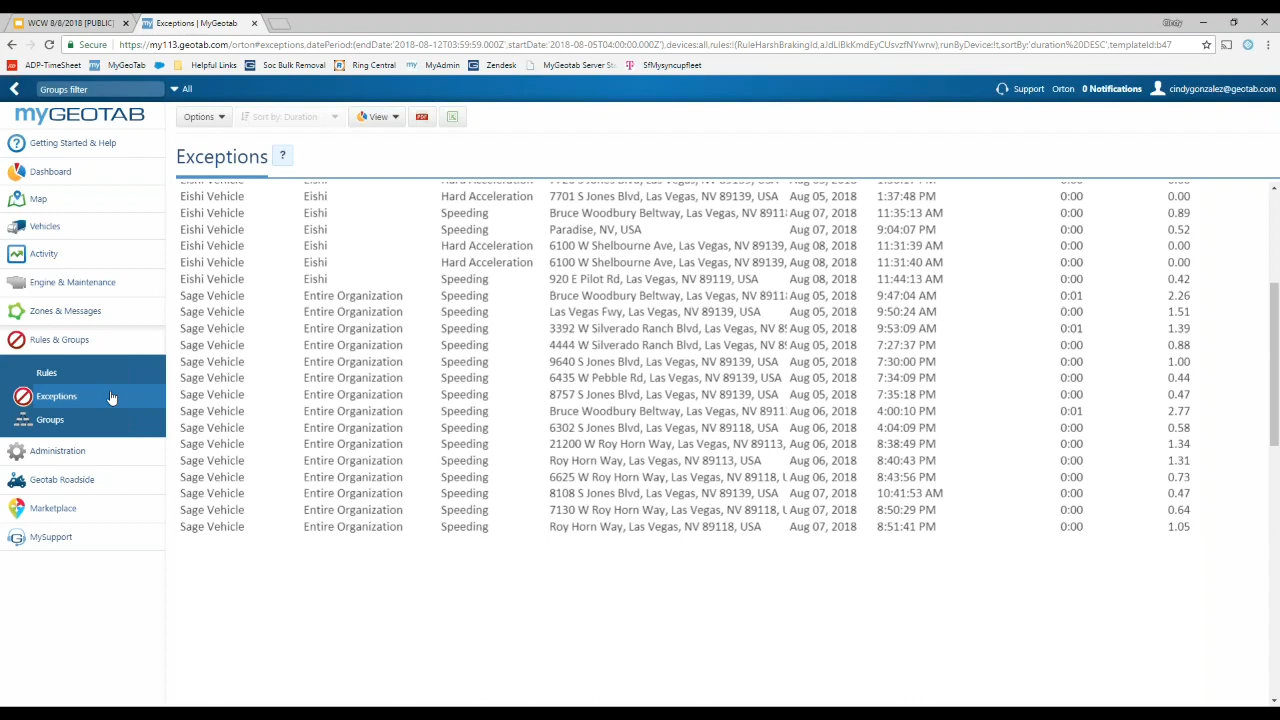 WCW 8/8/2018 [PUBLIC]
Exceptions | MyGeotab
Cindy
Secure
https://my113.geotab.com/orton#exceptions,datePeriod:(endDate:'2018-08-12T03:59:59.000Z',startDate:'2018-08-05T04:00:00.000Z'),devices:all,rules:!(RuleHarshBrakingId,aJdLIBkKmdEyCUsvzfNYwrw),runByDevice:!t,sortBy:'duration%20DESC',templateId:b47
ADP-TimeSheet MyGeoTab Helpful Links Soc Bulk Removal Ring Central MyAdmin Zendesk MyGeotab Server St SfMysyncupfleet
Groups filter All Support Orton 0 Notifications cindygonzalez@geotab.com
myGEOTAB
Options Sort by: Duration View PDF
Getting Started & Help
Exceptions ?
Dashboard
Map
Vehicles
Activity
Engine & Maintenance
Zones & Messages
Rules & Groups
Rules
Exceptions
Groups
Administration
Geotab Roadside
Marketplace
MySupport
Eishi Vehicle Eishi Hard Acceleration 7701 S Jones Blvd, Las Vegas, NV 89139, USA Aug 05, 2018 1:37:48 PM 0:00 0.00
Eishi Vehicle Eishi Speeding Bruce Woodbury Beltway, Las Vegas, NV 8911 Aug 07, 2018 11:35:13 AM 0:00 0.89
Eishi Vehicle Eishi Speeding Paradise, NV, USA Aug 07, 2018 9:04:07 PM 0:00 0.52
Eishi Vehicle Eishi Hard Acceleration 6100 W Shelbourne Ave, Las Vegas, NV 89139, Aug 08, 2018 11:31:39 AM 0:00 0.00
Eishi Vehicle Eishi Hard Acceleration 6100 W Shelbourne Ave, Las Vegas, NV 89139, Aug 08, 2018 11:31:40 AM 0:00 0.00
Eishi Vehicle Eishi Speeding 920 E Pilot Rd, Las Vegas, NV 89119, USA Aug 08, 2018 11:44:13 AM 0:00 0.42
Sage Vehicle Entire Organization Speeding Bruce Woodbury Beltway, Las Vegas, NV 8911 Aug 05, 2018 9:47:04 AM 0:01 2.26
Sage Vehicle Entire Organization Speeding Las Vegas Fwy, Las Vegas, NV 89139, USA Aug 05, 2018 9:50:24 AM 0:00 1.51
Sage Vehicle Entire Organization Speeding 3392 W Silverado Ranch Blvd, Las Vegas, NV 8 Aug 05, 2018 9:53:09 AM 0:01 1.39
Sage Vehicle Entire Organization Speeding 4444 W Silverado Ranch Blvd, Las Vegas, NV 8 Aug 05, 2018 7:27:37 PM 0:00 0.88
Sage Vehicle Entire Organization Speeding 9640 S Jones Blvd, Las Vegas, NV 89139, USA Aug 05, 2018 7:30:00 PM 0:00 1.00
Sage Vehicle Entire Organization Speeding 6435 W Pebble Rd, Las Vegas, NV 89139, USA Aug 05, 2018 7:34:09 PM 0:00 0.44
Sage Vehicle Entire Organization Speeding 8757 S Jones Blvd, Las Vegas, NV 89139, USA Aug 05, 2018 7:35:18 PM 0:00 0.47
Sage Vehicle Entire Organization Speeding Bruce Woodbury Beltway, Las Vegas, NV 8911 Aug 06, 2018 4:00:10 PM 0:01 2.77
Sage Vehicle Entire Organization Speeding 6302 S Jones Blvd, Las Vegas, NV 89118, USA Aug 06, 2018 4:04:09 PM 0:00 0.58
Sage Vehicle Entire Organization Speeding 21200 W Roy Horn Way, Las Vegas, NV 89113, Aug 06, 2018 8:38:49 PM 0:00 1.34
Sage Vehicle Entire Organization Speeding Roy Horn Way, Las Vegas, NV 89113, USA Aug 06, 2018 8:40:43 PM 0:00 1.31
Sage Vehicle Entire Organization Speeding 6625 W Roy Horn Way, Las Vegas, NV 89118, U Aug 06, 2018 8:43:56 PM 0:00 0.73
Sage Vehicle Entire Organization Speeding 8108 S Jones Blvd, Las Vegas, NV 89139, USA Aug 07, 2018 10:41:53 AM 0:00 0.47
Sage Vehicle Entire Organization Speeding 7130 W Roy Horn Way, Las Vegas, NV 89118, U Aug 07, 2018 8:50:29 PM 0:00 0.64
Sage Vehicle Entire Organization Speeding Roy Horn Way, Las Vegas, NV 89118, USA Aug 07, 2018 8:51:41 PM 0:00 1.05